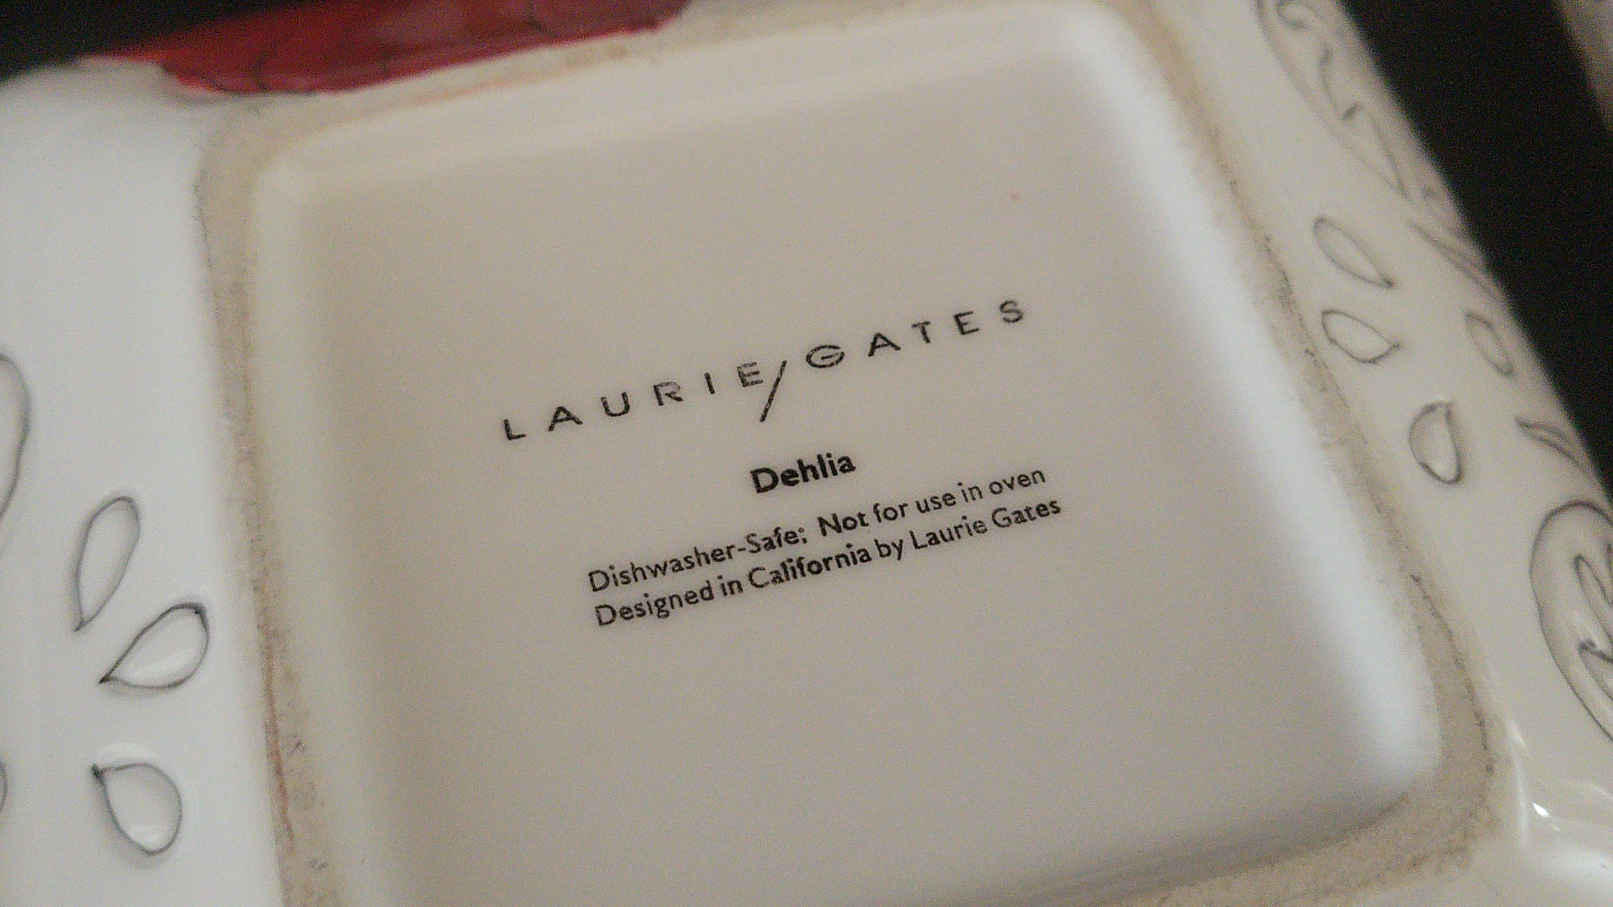 LAURIE/GATES
Dehlia
Dishwasher-Safe; Not for use in oven
Designed in California by Laurie Gates